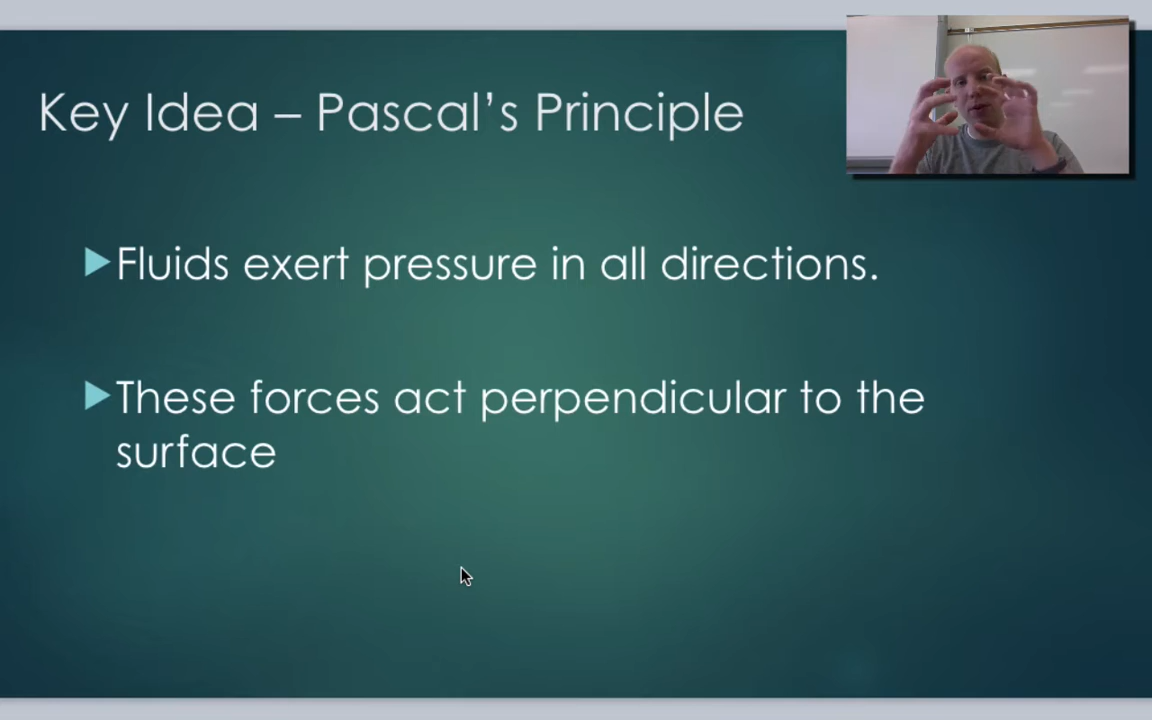 Key Idea – Pascal's Principle
Fluids exert pressure in all directions.
These forces act perpendicular to the
surface